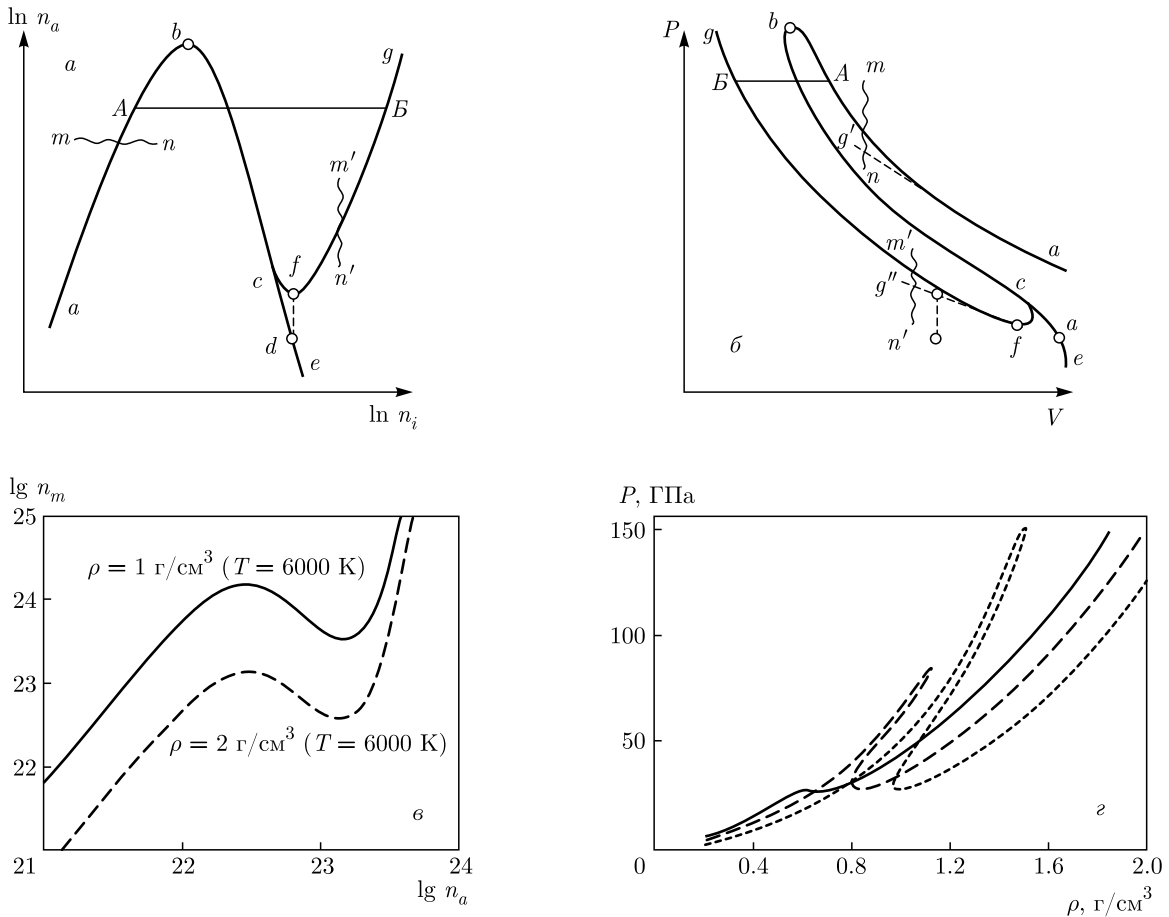 ln n_a
а
b
g
A
Б
m
n
m′
n′
c
f
a
d
e
ln n_i
P
g
b
Б
A
m
g′
n
m′
a
c
g″
a
б
n′
f
e
V
lg n_m
25
ρ = 1 г/см³ (T = 6000 K)
24
23
ρ = 2 г/см³ (T = 6000 K)
22
в
21
22
23
24
lg n_a
P, ГПа
150
100
50
г
0
0.4
0.8
1.2
1.6
2.0
ρ, г/см³